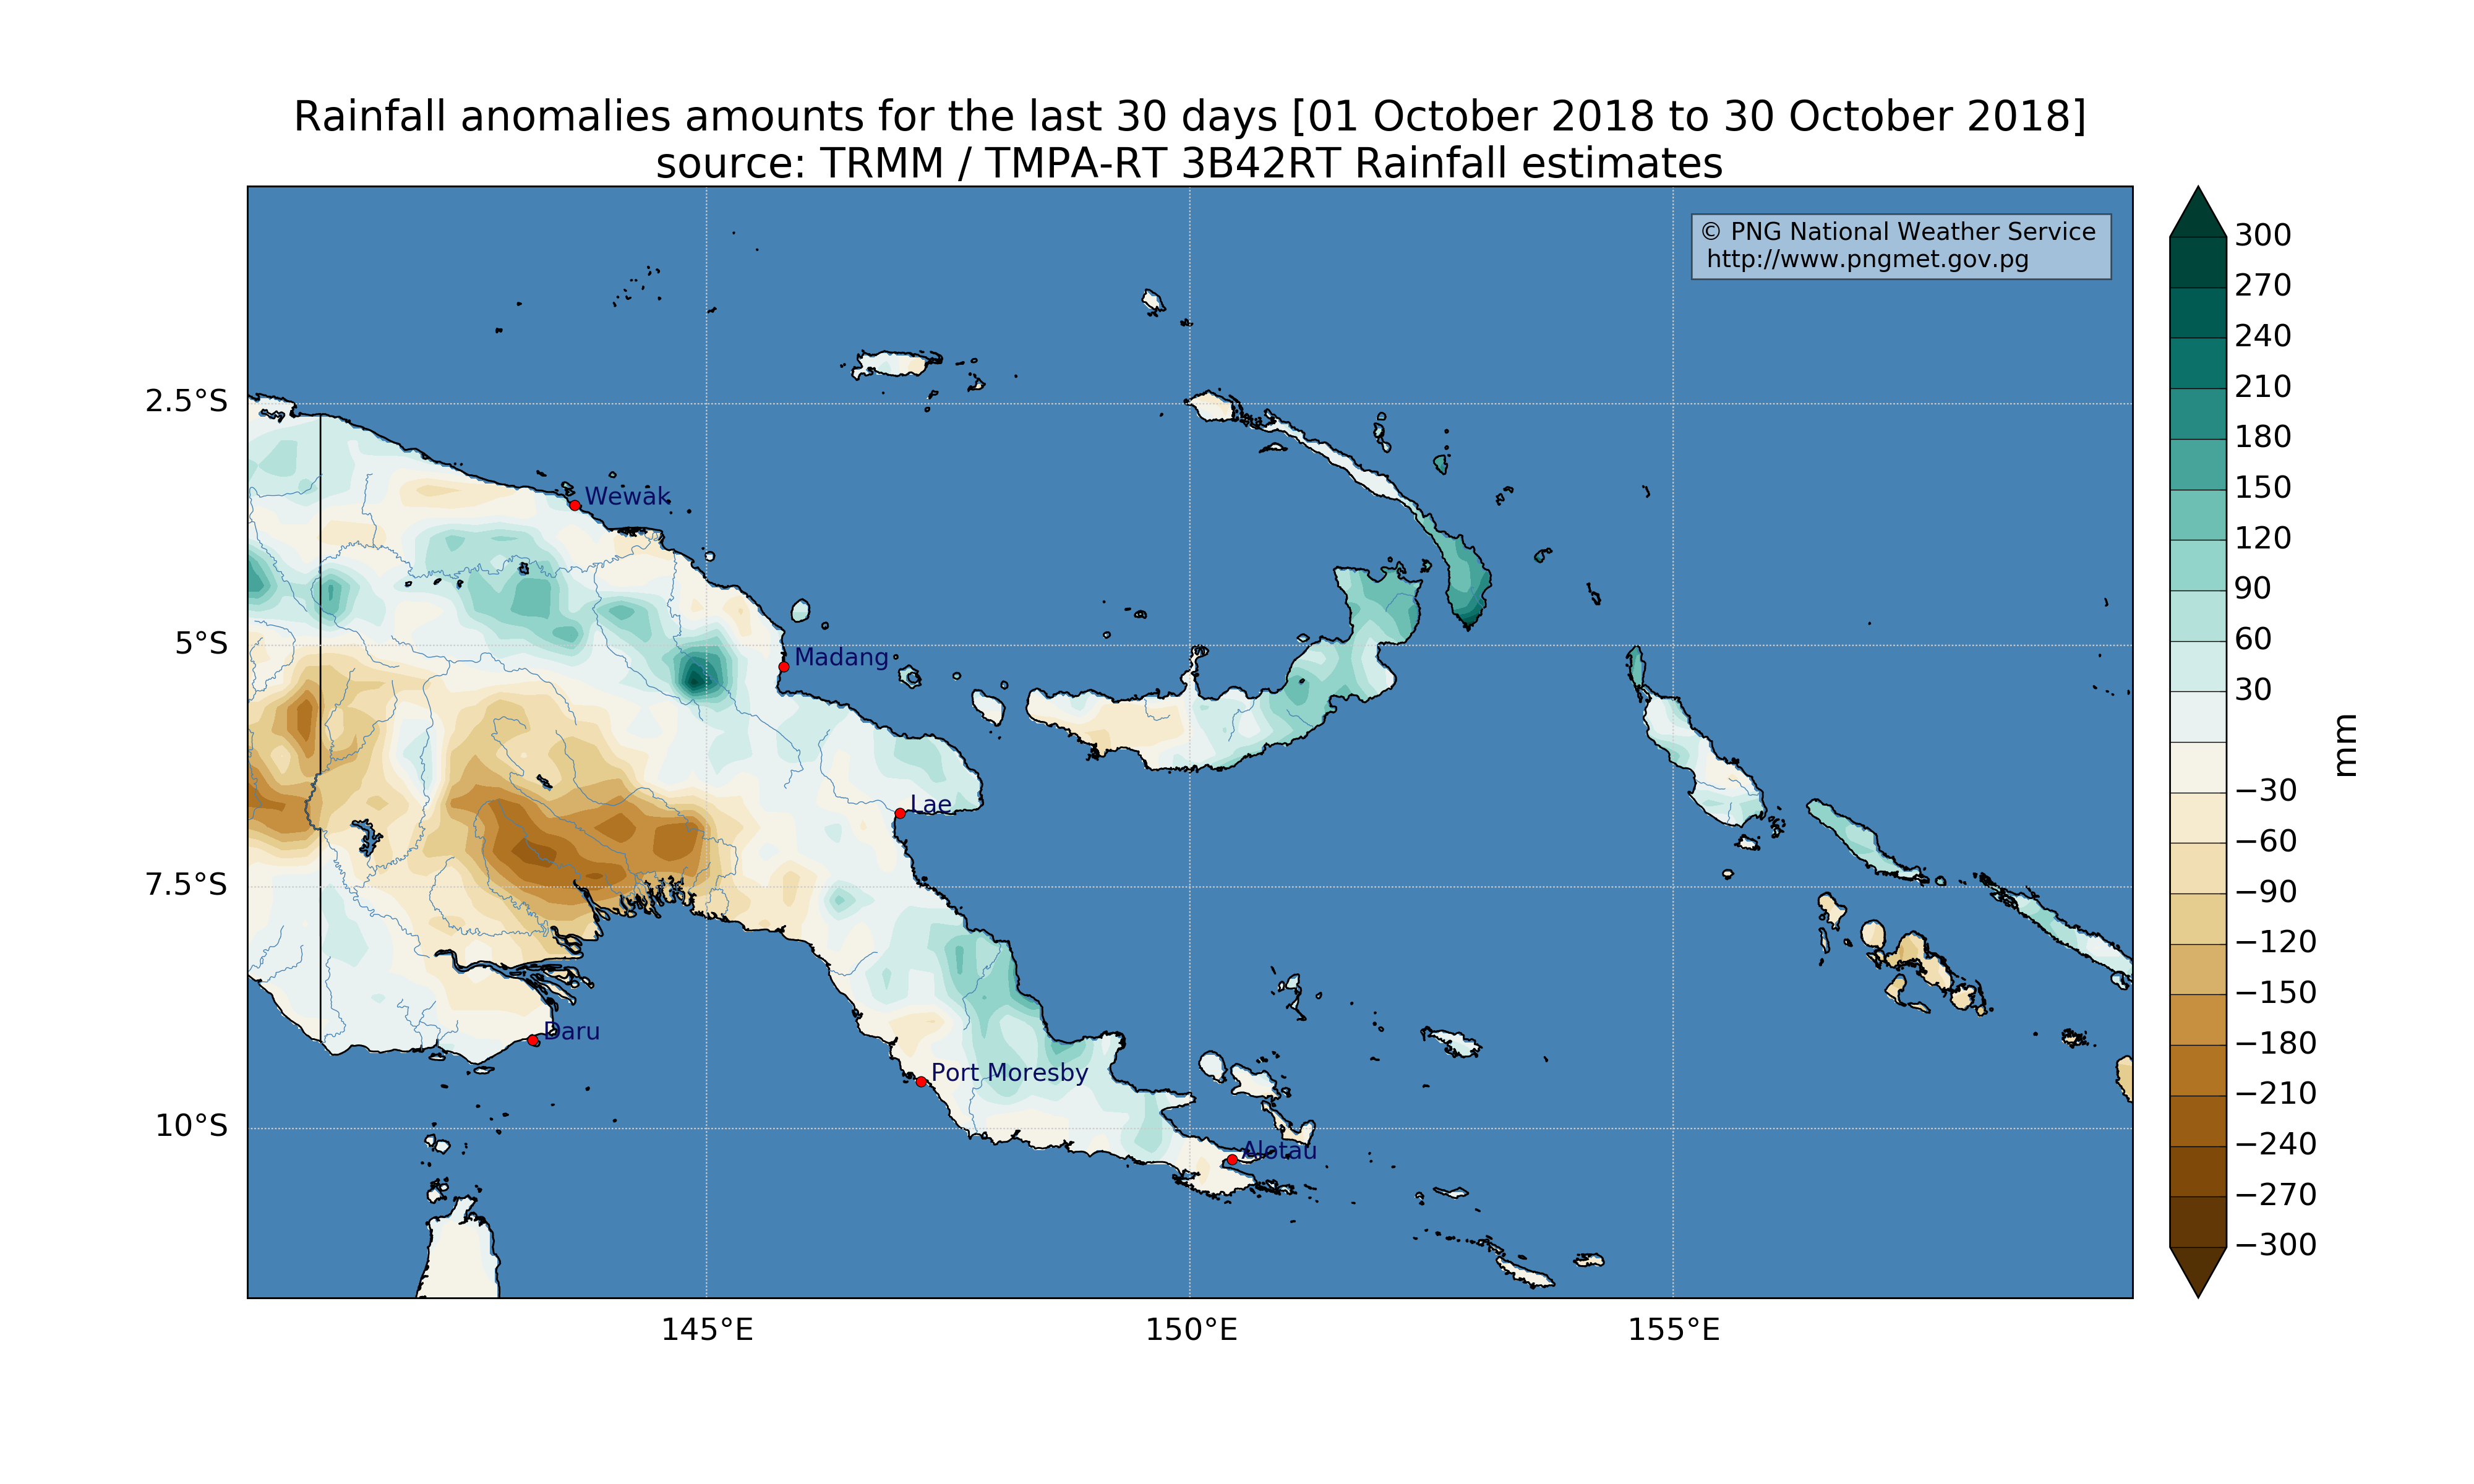 Rainfall anomalies amounts for the last 30 days [01 October 2018 to 30 October 2018]
source: TRMM / TMPA-RT 3B42RT Rainfall estimates
© PNG National Weather Service
http://www.pngmet.gov.pg
2.5°S
5°S
7.5°S
10°S
145°E
150°E
155°E
Wewak
Madang
Lae
Daru
Port Moresby
Alotau
300
270
240
210
180
150
120
90
60
30
−30
−60
−90
−120
−150
−180
−210
−240
−270
−300
mm